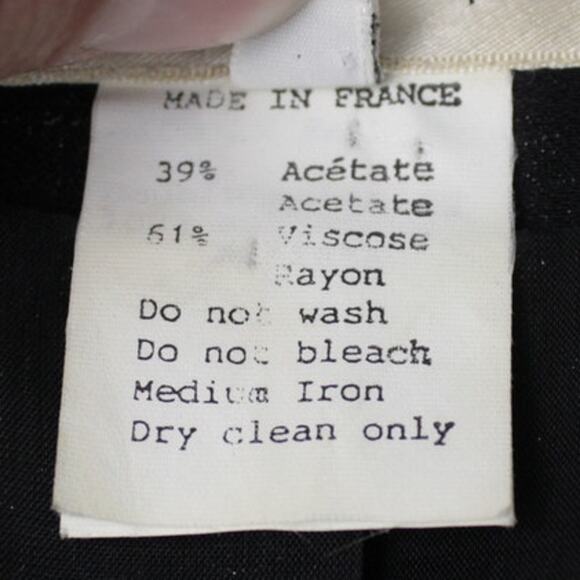 MADE IN FRANCE
39% Acétate
Acetate
61% Viscose
Rayon
Do not wash
Do not bleach
Medium Iron
Dry clean only